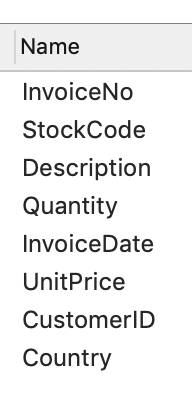 Name
InvoiceNo
StockCode
Description
Quantity
InvoiceDate
UnitPrice
CustomerID
Country